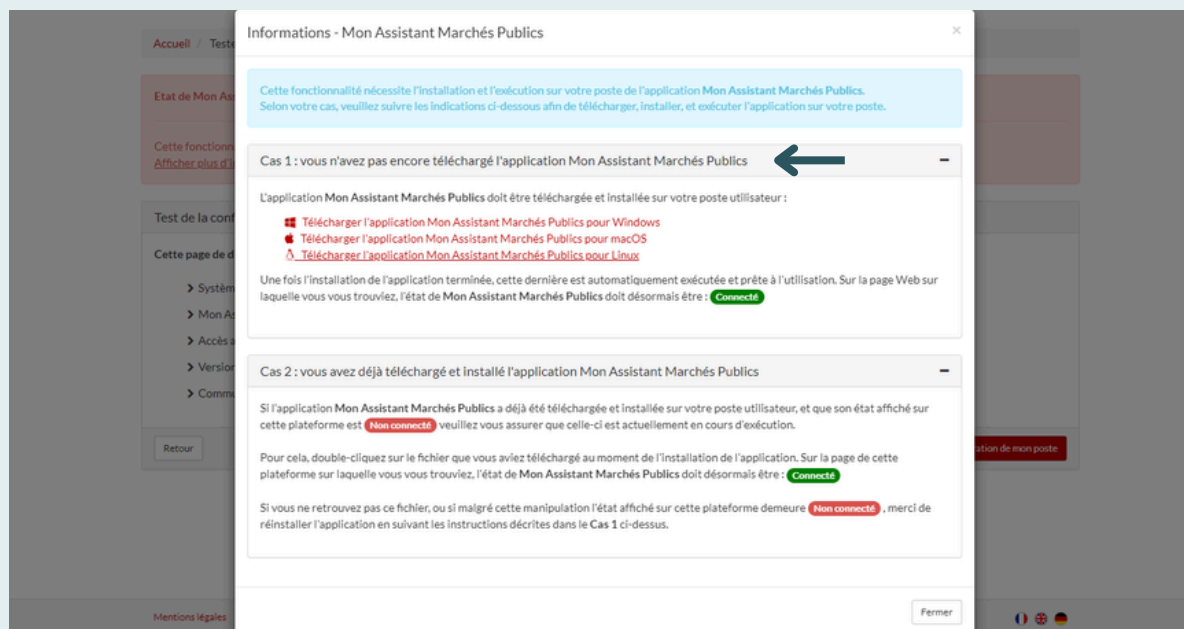 Informations - Mon Assistant Marchés Publics
×
Accueil / Teste
Etat de Mon Ass
Cette fonctionn
Afficher plus d'i
Cette fonctionnalité nécessite l'installation et l'exécution sur votre poste de l'application Mon Assistant Marchés Publics.
Selon votre cas, veuillez suivre les indications ci-dessous afin de télécharger, installer, et exécuter l'application sur votre poste.
Cas 1 : vous n'avez pas encore téléchargé l'application Mon Assistant Marchés Publics
L'application Mon Assistant Marchés Publics doit être téléchargée et installée sur votre poste utilisateur :
Télécharger l'application Mon Assistant Marchés Publics pour Windows
Télécharger l'application Mon Assistant Marchés Publics pour macOS
Télécharger l'application Mon Assistant Marchés Publics pour Linux
Une fois l'installation de l'application terminée, cette dernière est automatiquement exécutée et prête à l'utilisation. Sur la page Web sur
laquelle vous vous trouviez, l'état de Mon Assistant Marchés Publics doit désormais être : Connecté
Test de la conf
Cette page de d
Systèm
Mon As
Accès a
Version
Commu
Retour
ation de mon poste
Cas 2 : vous avez déjà téléchargé et installé l'application Mon Assistant Marchés Publics
Si l'application Mon Assistant Marchés Publics a déjà été téléchargée et installée sur votre poste utilisateur, et que son état affiché sur
cette plateforme est Non connecté veuillez vous assurer que celle-ci est actuellement en cours d'exécution.
Pour cela, double-cliquez sur le fichier que vous aviez téléchargé au moment de l'installation de l'application. Sur la page de cette
plateforme sur laquelle vous vous trouviez, l'état de Mon Assistant Marchés Publics doit désormais être : Connecté
Si vous ne retrouvez pas ce fichier, ou si malgré cette manipulation l'état affiché sur cette plateforme demeure Non connecté , merci de
réinstaller l'application en suivant les instructions décrites dans le Cas 1 ci-dessus.
Fermer
Mentions légales